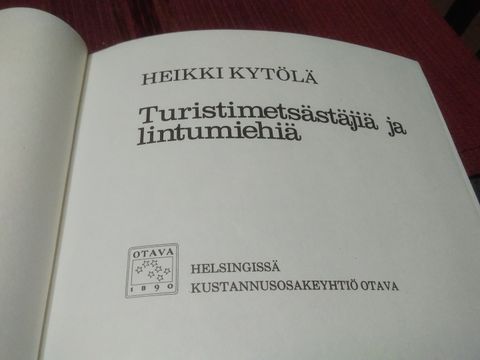 HEIKKI KYTÖLÄ
Turistimetsästäjiä ja
lintumiehiä
OTAVA
1890
HELSINGISSÄ
KUSTANNUSOSAKEYHTIÖ OTAVA